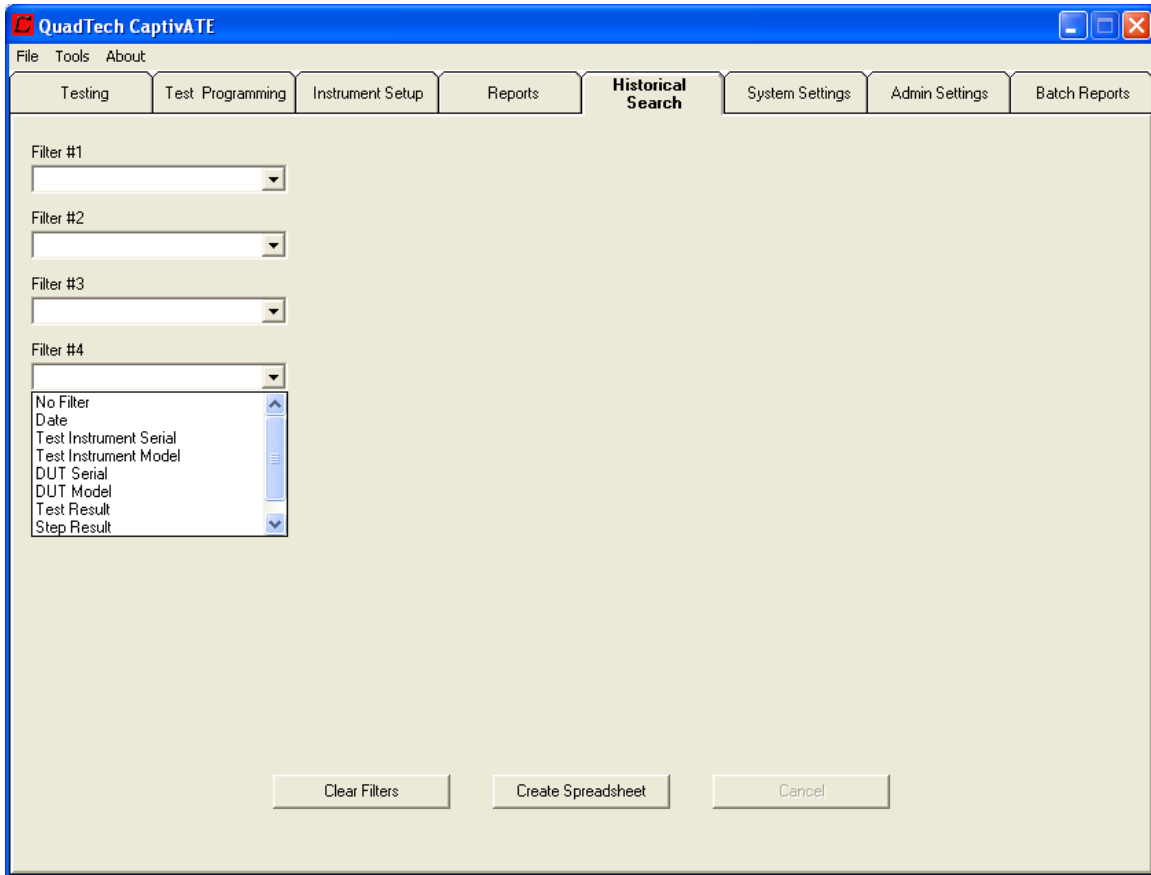 QuadTech CaptivATE
File Tools About
Testing Test Programming Instrument Setup Reports Historical Search System Settings Admin Settings Batch Reports
Filter #1
Filter #2
Filter #3
Filter #4
No Filter
Date
Test Instrument Serial
Test Instrument Model
DUT Serial
DUT Model
Test Result
Step Result
Clear Filters Create Spreadsheet Cancel